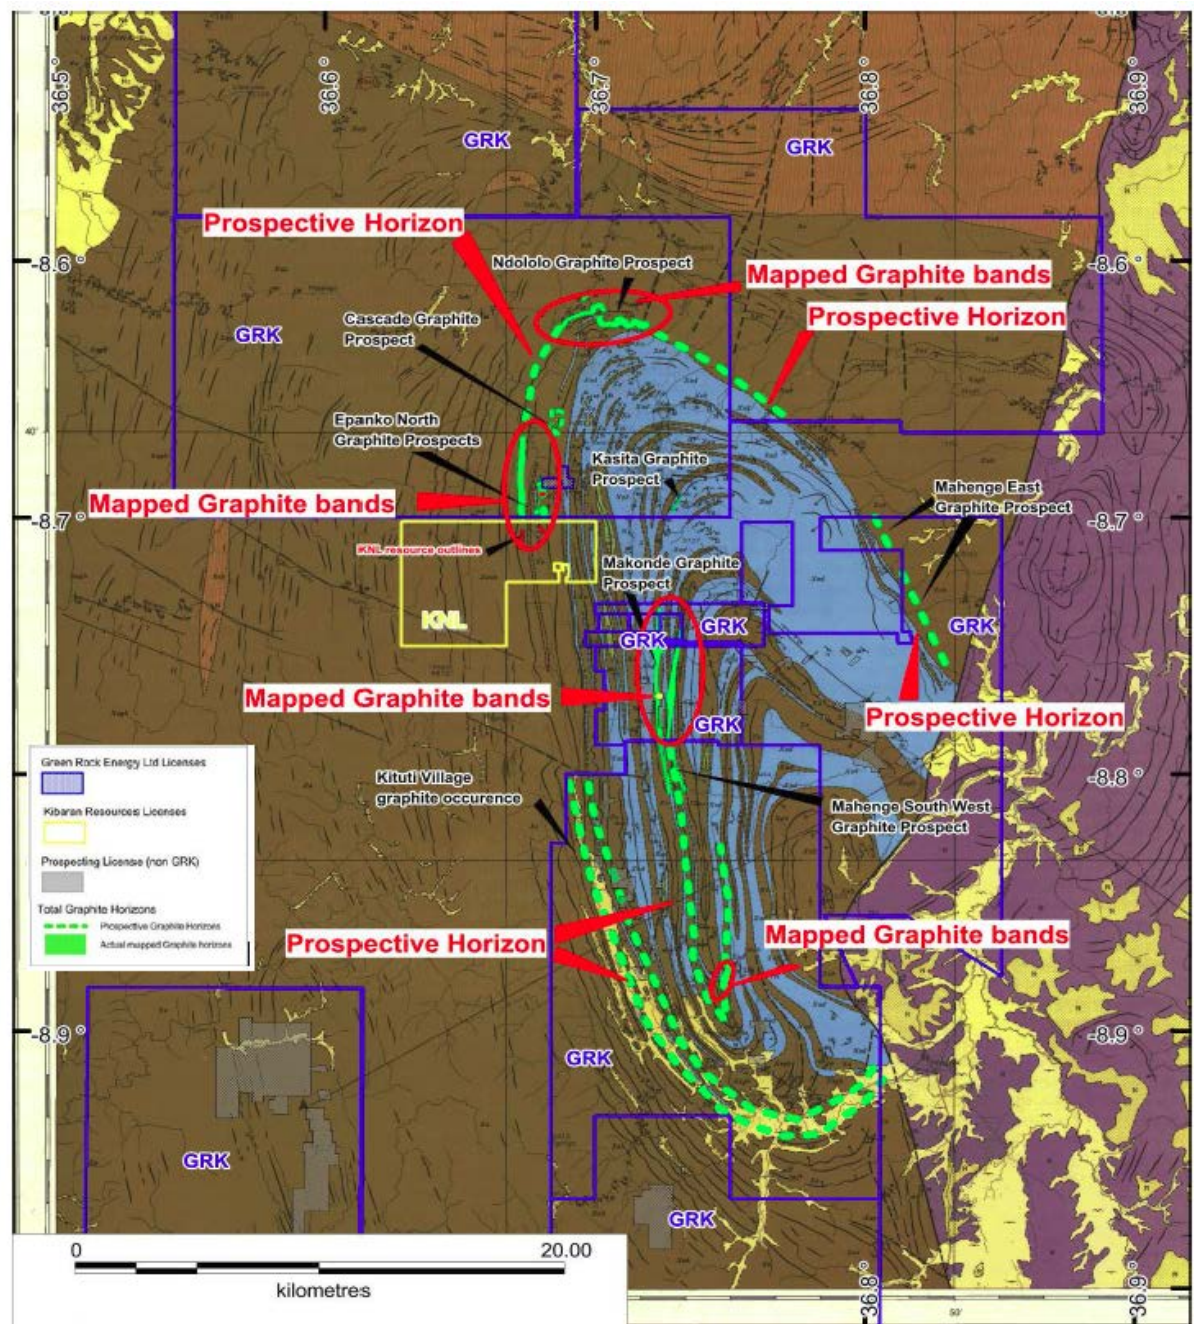 36.5 °
36.6 °
36.7 °
36.8 °
36.9 °
GRK
GRK
Prospective Horizon
-8.6 °
Ndololo Graphite Prospect
-8.6 °
Mapped Graphite bands
Prospective Horizon
Cascade Graphite
Prospect
GRK
Epanko North
Graphite Prospects
40'
Kasita Graphite
Prospect
Mahenge East
Graphite Prospect
Mapped Graphite bands
-8.7 °
-8.7 °
KNL resource outlines
Makonde Graphite
Prospect
KNL
GRK
GRK
GRK
Mapped Graphite bands
GRK
Prospective Horizon
Green Rock Energy Ltd Licenses
Kibaran Resources Licenses
Prospecting License (non GRK)
Total Graphite Horizons
Prospective Graphite Horizons
Actual mapped Graphite horizons
Kituti Village
graphite occurence
-8.8 °
Mahenge South West
Graphite Prospect
Prospective Horizon
Mapped Graphite bands
-8.9 °
-8.9 °
GRK
GRK
GRK
0
20.00
kilometres
36.8 °
36.9 °
50'